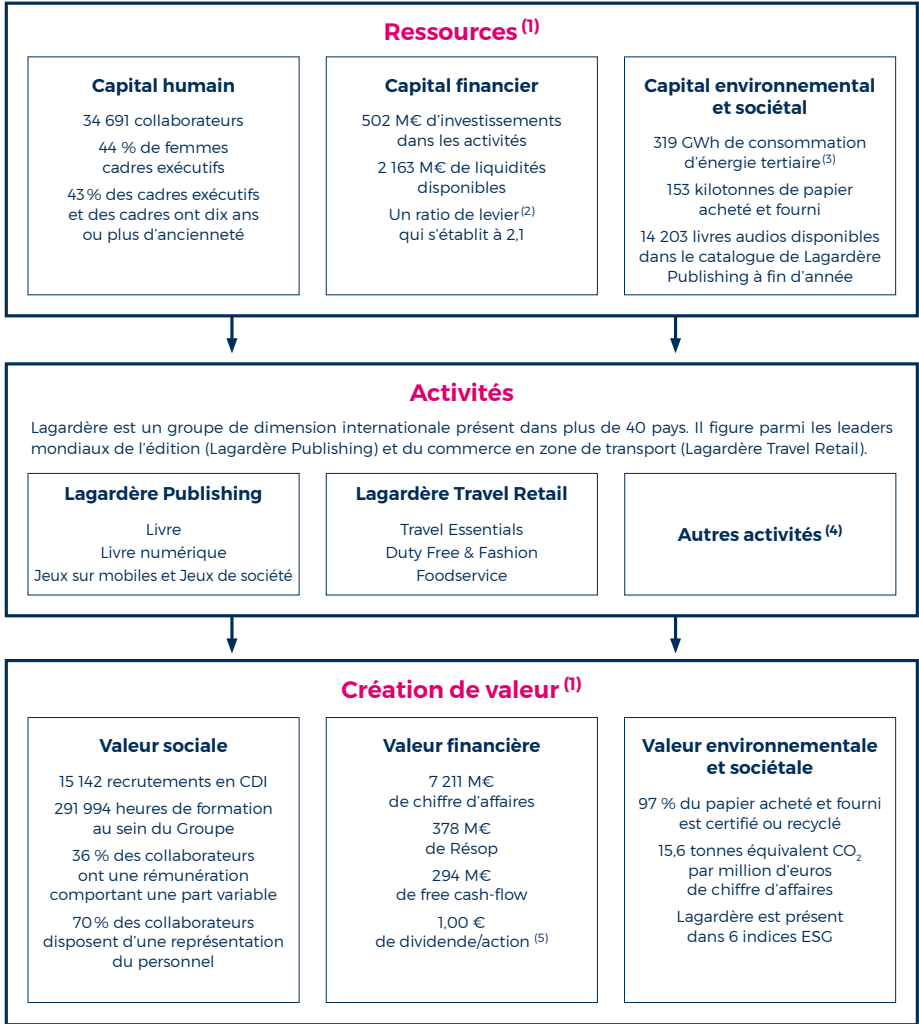 Ressources (1)
Capital humain
34 691 collaborateurs
44 % de femmes
cadres exécutifs
43 % des cadres exécutifs
et des cadres ont dix ans
ou plus d'ancienneté
Capital financier
502 M€ d'investissements
dans les activités
2 163 M€ de liquidités
disponibles
Un ratio de levier (2)
qui s'établit à 2,1
Capital environnemental
et sociétal
319 GWh de consommation
d'énergie tertiaire (3)
153 kilotonnes de papier
acheté et fourni
14 203 livres audios disponibles
dans le catalogue de Lagardère
Publishing à fin d'année
Activités
Lagardère est un groupe de dimension internationale présent dans plus de 40 pays. Il figure parmi les leaders
mondiaux de l'édition (Lagardère Publishing) et du commerce en zone de transport (Lagardère Travel Retail).
Lagardère Publishing
Livre
Livre numérique
Jeux sur mobiles et Jeux de société
Lagardère Travel Retail
Travel Essentials
Duty Free & Fashion
Foodservice
Autres activités (4)
Création de valeur (1)
Valeur sociale
15 142 recrutements en CDI
291 994 heures de formation
au sein du Groupe
36 % des collaborateurs
ont une rémunération
comportant une part variable
70 % des collaborateurs
disposent d'une représentation
du personnel
Valeur financière
7 211 M€
de chiffre d'affaires
378 M€
de Résop
294 M€
de free cash-flow
1,00 €
de dividende/action (5)
Valeur environnementale
et sociétale
97 % du papier acheté et fourni
est certifié ou recyclé
15,6 tonnes équivalent CO₂
par million d'euros
de chiffre d'affaires
Lagardère est présent
dans 6 indices ESG